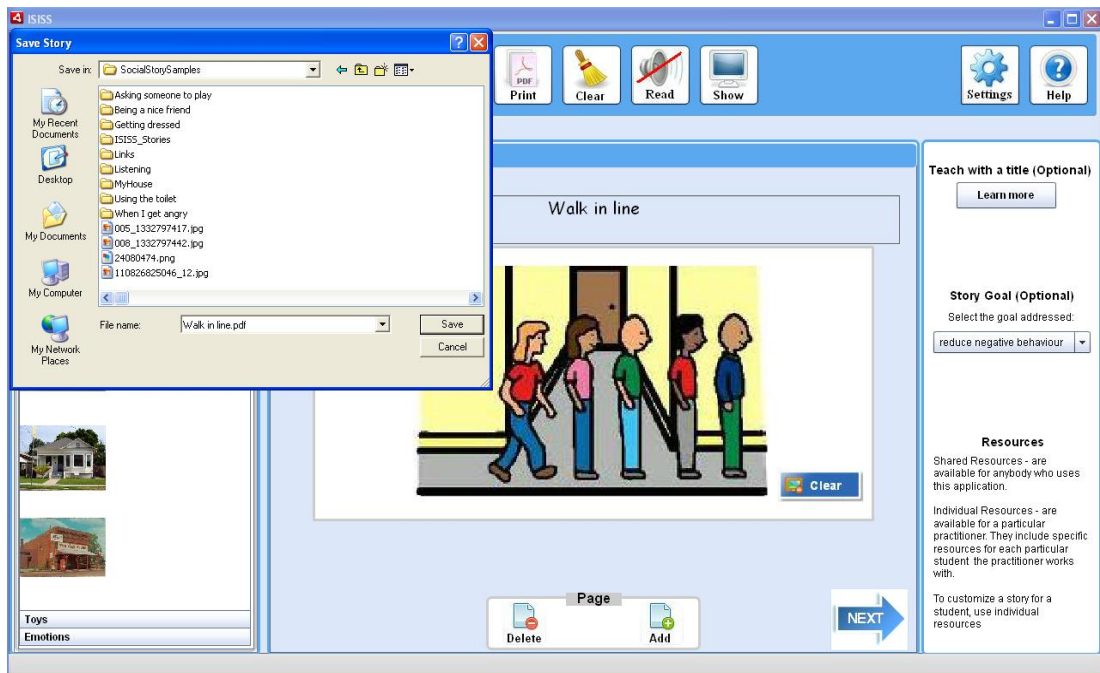 ISISS
Save Story
Save in:
SocialStorySamples
My Recent
Documents
Desktop
My Documents
My Computer
My Network
Places
Asking someone to play
Being a nice friend
Getting dressed
ISISS_Stories
Links
Listening
MyHouse
Using the toilet
When I get angry
005_1332797417.jpg
008_1332797442.jpg
24080474.png
110826825046_12.jpg
File name:
Walk in line.pdf
Save
Cancel
PDF
Print
Clear
Read
Show
Settings
Help
Walk in line
Clear
Page
Delete
Add
NEXT
Toys
Emotions
Teach with a title (Optional)
Learn more
Story Goal (Optional)
Select the goal addressed:
reduce negative behaviour
Resources
Shared Resources - are
available for anybody who uses
this application.
Individual Resources - are
available for a particular
practitioner. They include specific
resources for each particular
student the practitioner works
with.
To customize a story for a
student, use individual
resources